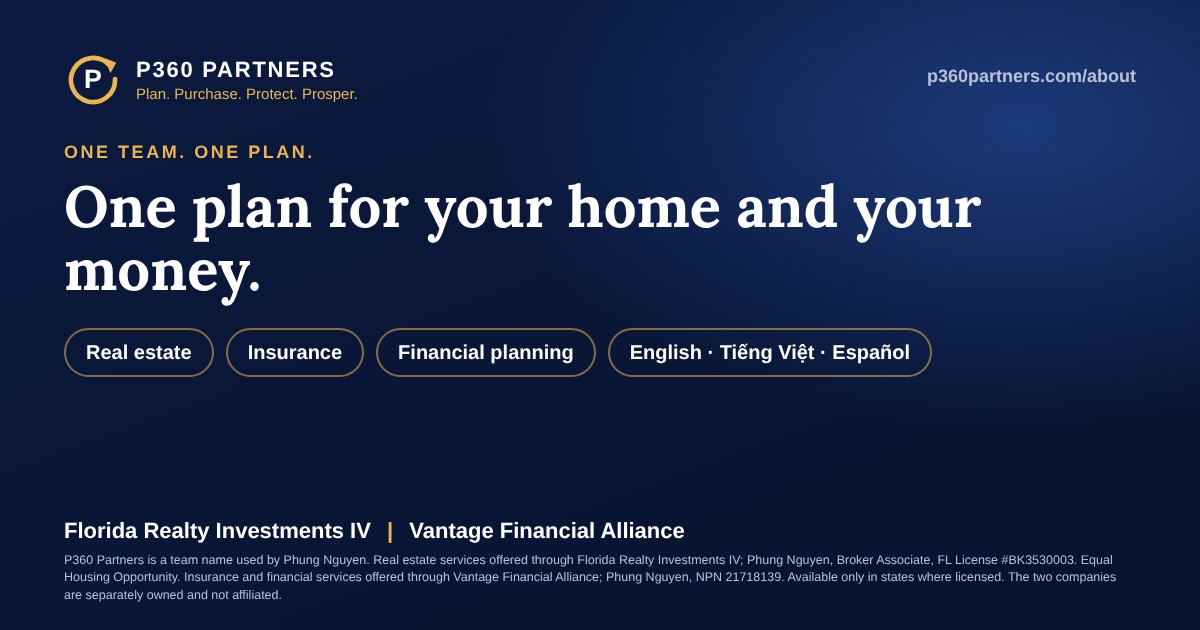 P
P360 PARTNERS
Plan. Purchase. Protect. Prosper.
p360partners.com/about
ONE TEAM. ONE PLAN.
One plan for your home and your
money.
Real estate
Insurance
Financial planning
English · Tiếng Việt · Español
Florida Realty Investments IV | Vantage Financial Alliance
P360 Partners is a team name used by Phung Nguyen. Real estate services offered through Florida Realty Investments IV; Phung Nguyen, Broker Associate, FL License #BK3530003. Equal
Housing Opportunity. Insurance and financial services offered through Vantage Financial Alliance; Phung Nguyen, NPN 21718139. Available only in states where licensed. The two companies
are separately owned and not affiliated.